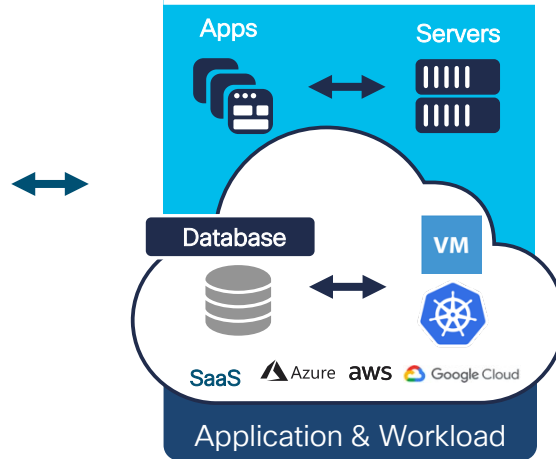 Apps
Servers
Database
VM
SaaS
Azure
aws
Google Cloud
Application & Workload